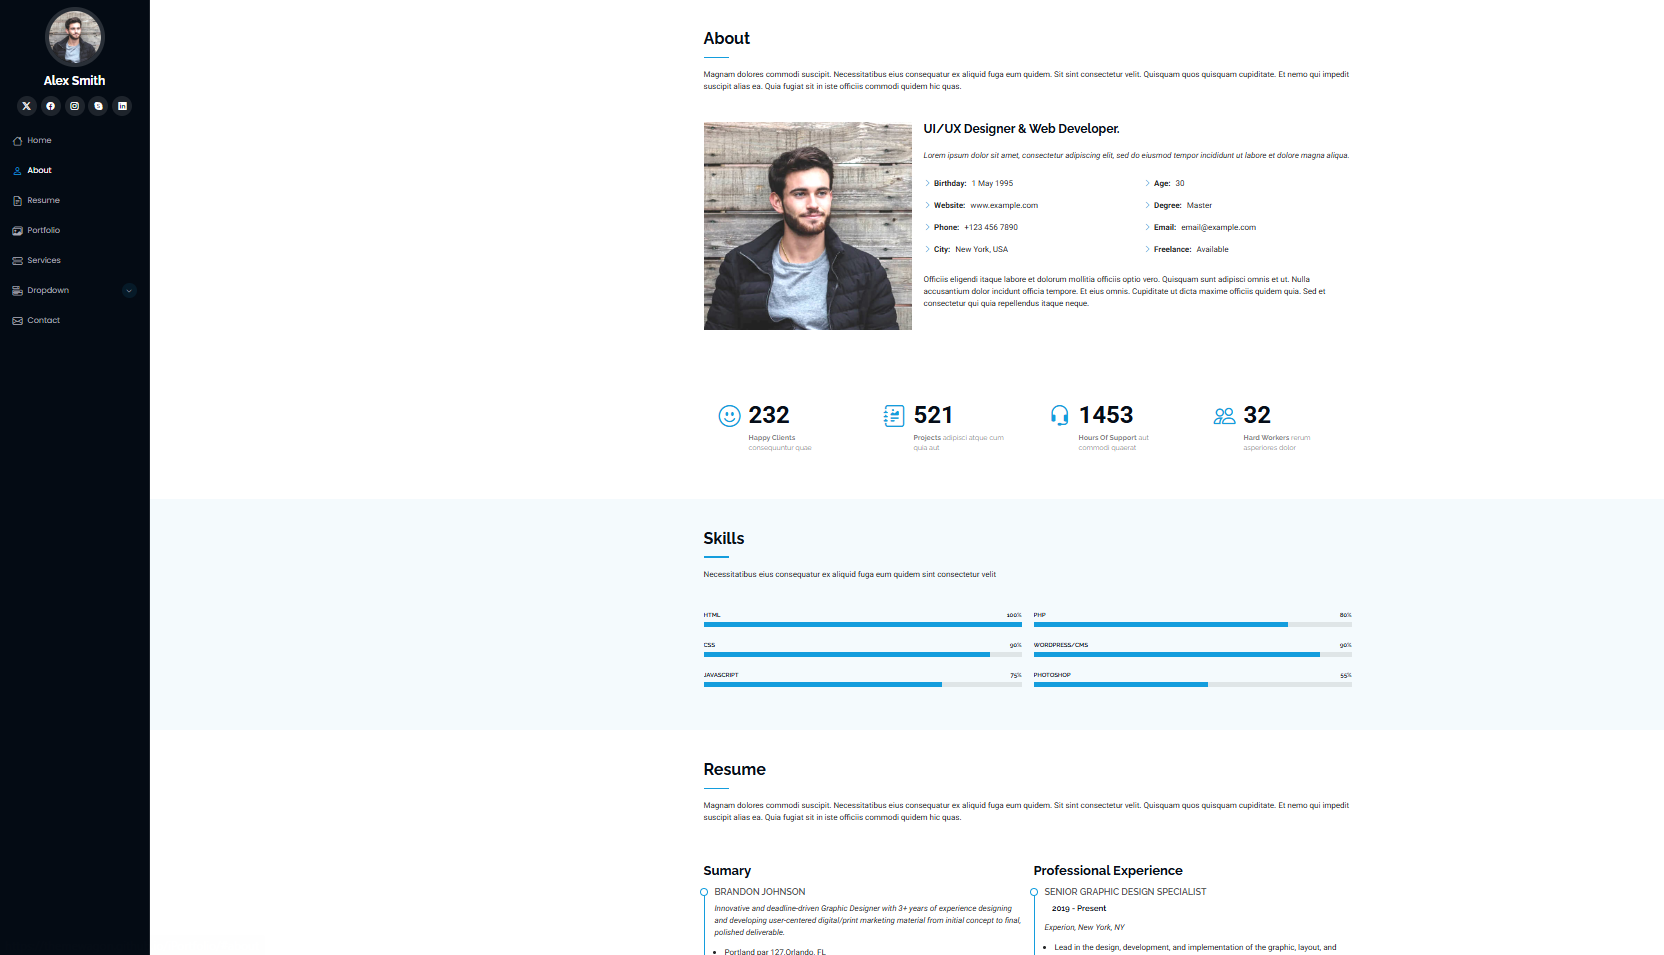 Alex Smith
Home
About
Resume
Portfolio
Services
Dropdown
Contact
About
Magnam dolores commodi suscipit. Necessitatibus eius consequatur ex aliquid fuga eum quidem. Sit sint consectetur velit. Quisquam quos quisquam cupiditate. Et nemo qui impedit
suscipit alias ea. Quia fugiat sit in iste officiis commodi quidem hic quas.
UI/UX Designer & Web Developer.
Lorem ipsum dolor sit amet, consectetur adipiscing elit, sed do eiusmod tempor incididunt ut labore et dolore magna aliqua.
Birthday: 1 May 1995
Age: 30
Website: www.example.com
Degree: Master
Phone: +123 456 7890
Email: email@example.com
City: New York, USA
Freelance: Available
Officiis eligendi itaque labore et dolorum mollitia officiis optio vero. Quisquam sunt adipisci omnis et ut. Nulla
accusantium dolor incidunt officia tempore. Et eius omnis. Cupiditate ut dicta maxime officiis quidem quia. Sed et
consectetur qui quia repellendus itaque neque.
232
Happy Clients
consequuntur quae
521
Projects adipisci atque cum
quia aut
1453
Hours Of Support aut
commodi quaerat
32
Hard Workers rerum
asperiores dolor
Skills
Necessitatibus eius consequatur ex aliquid fuga eum quidem sint consectetur velit
HTML 100%
PHP 80%
CSS 90%
WORDPRESS/CMS 90%
JAVASCRIPT 75%
PHOTOSHOP 55%
Resume
Magnam dolores commodi suscipit. Necessitatibus eius consequatur ex aliquid fuga eum quidem. Sit sint consectetur velit. Quisquam quos quisquam cupiditate. Et nemo qui impedit
suscipit alias ea. Quia fugiat sit in iste officiis commodi quidem hic quas.
Sumary
BRANDON JOHNSON
Innovative and deadline-driven Graphic Designer with 3+ years of experience designing
and developing user-centered digital/print marketing material from initial concept to final,
polished deliverable.
Portland par 127,Orlando, FL
Professional Experience
SENIOR GRAPHIC DESIGN SPECIALIST
2019 - Present
Experion, New York, NY
Lead in the design, development, and implementation of the graphic, layout, and